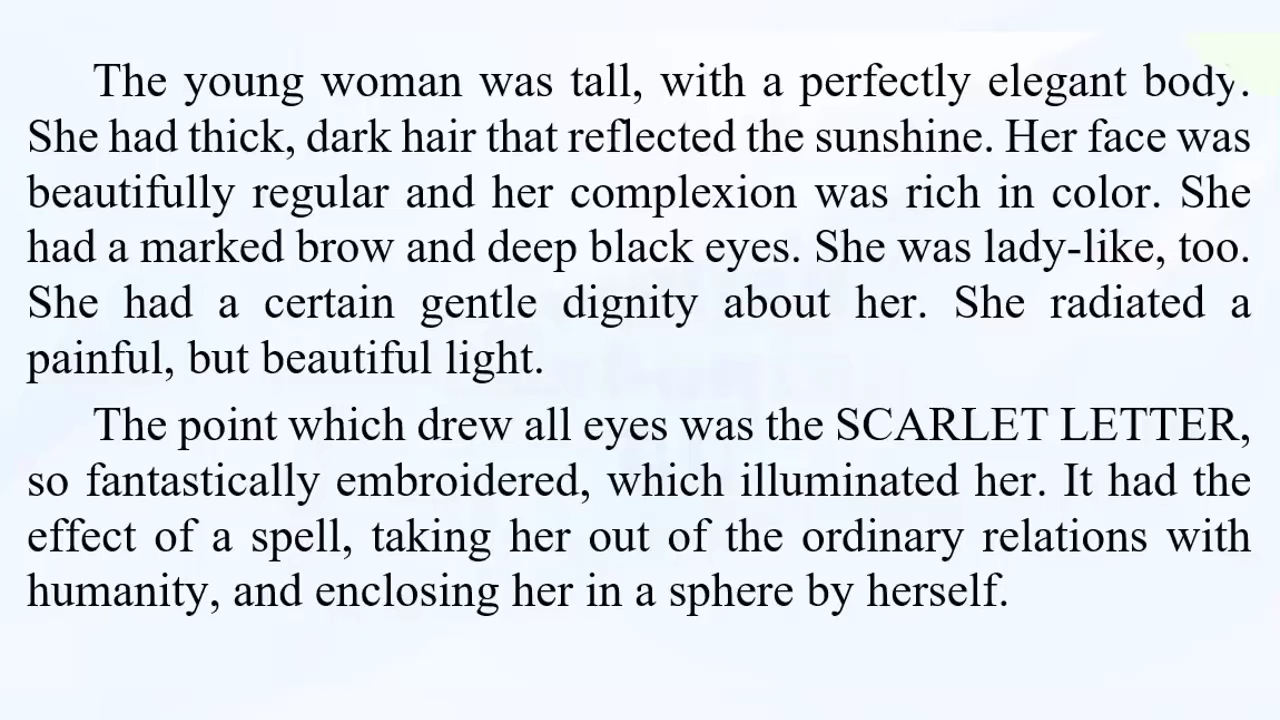 The young woman was tall, with a perfectly elegant body.
She had thick, dark hair that reflected the sunshine. Her face was
beautifully regular and her complexion was rich in color. She
had a marked brow and deep black eyes. She was lady-like, too.
She had a certain gentle dignity about her. She radiated a
painful, but beautiful light.
The point which drew all eyes was the SCARLET LETTER,
so fantastically embroidered, which illuminated her. It had the
effect of a spell, taking her out of the ordinary relations with
humanity, and enclosing her in a sphere by herself.